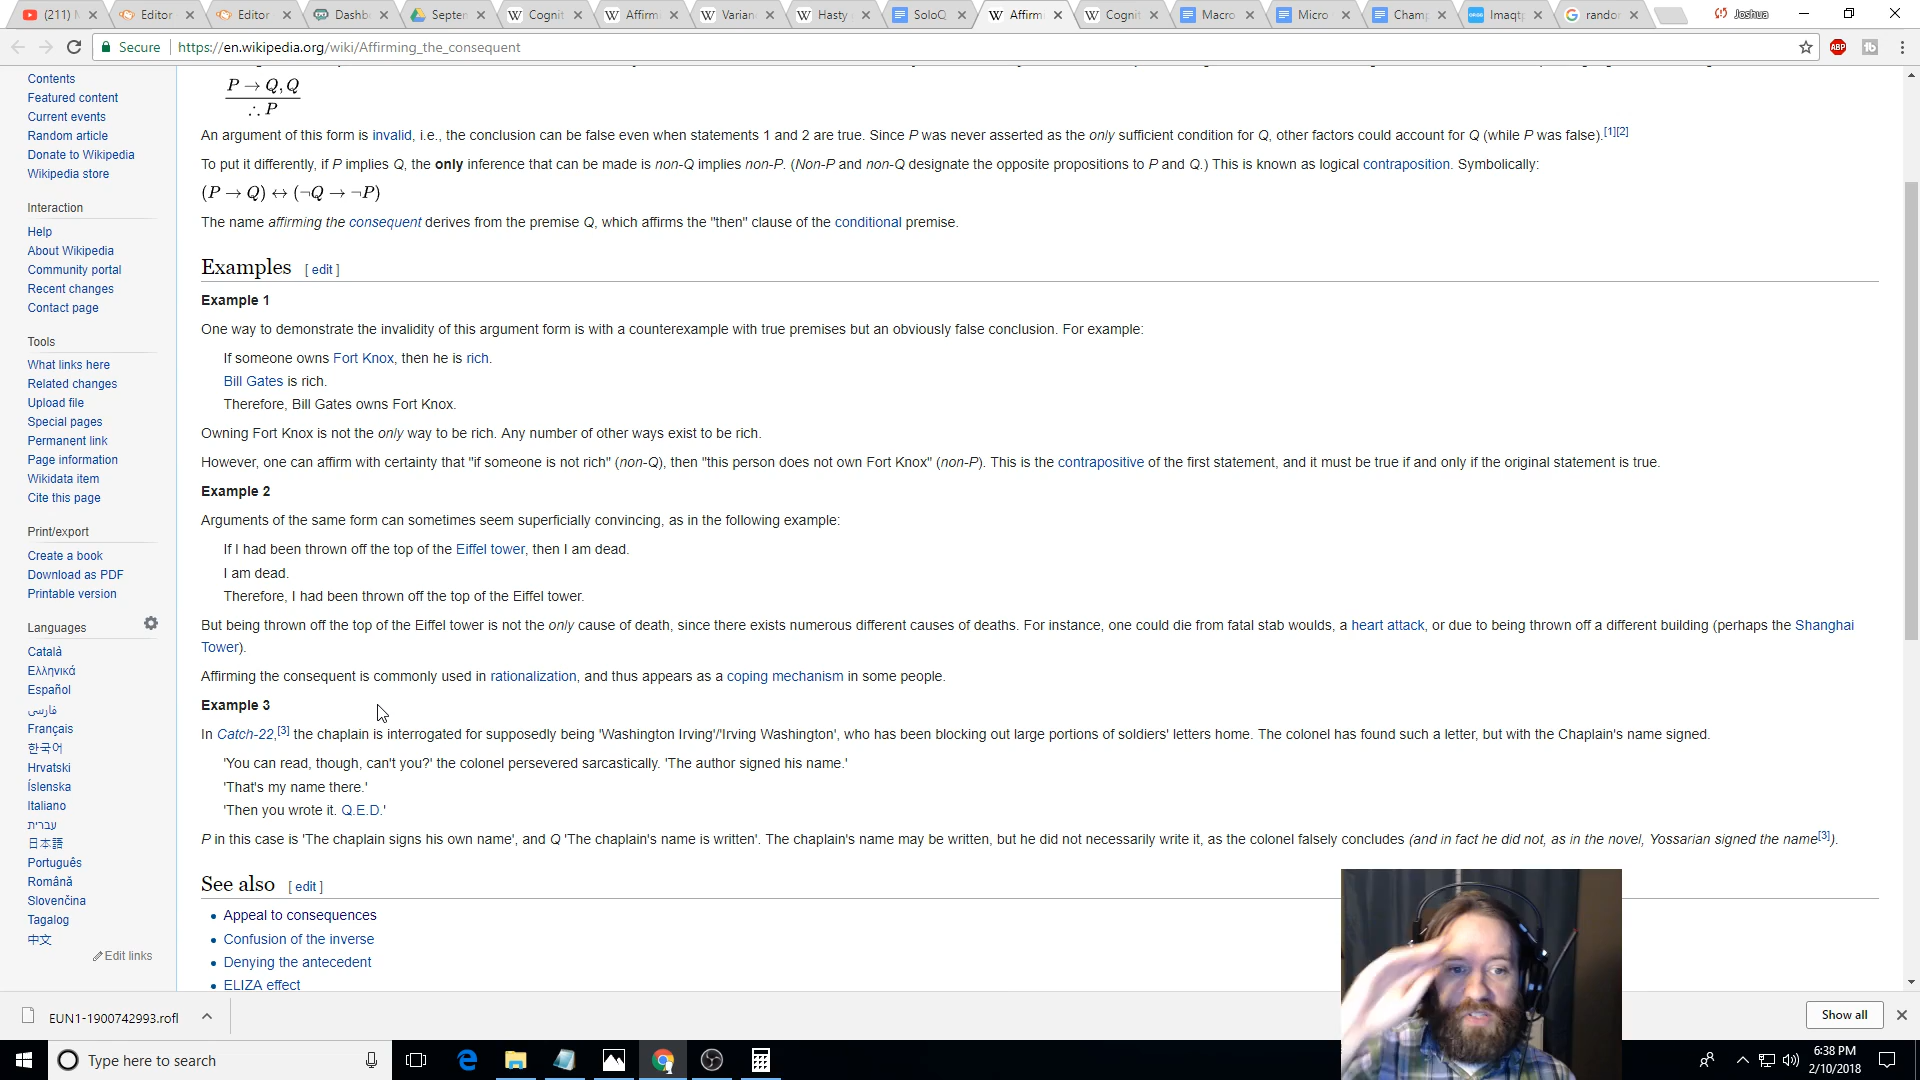 (211) M
Editor
Editor
Dashb
Septen
Cognit
Affirm
Varian
Hasty
SoloQ
Affirm
Cognit
Macro
Micro
Champ
Imaqtp
randor
Joshua
Secure
https://en.wikipedia.org/wiki/Affirming_the_consequent
ABP
Contents
Featured content
Current events
Random article
Donate to Wikipedia
Wikipedia store
Interaction
Help
About Wikipedia
Community portal
Recent changes
Contact page
Tools
What links here
Related changes
Upload file
Special pages
Permanent link
Page information
Wikidata item
Cite this page
Print/export
Create a book
Download as PDF
Printable version
Languages
Català
Ελληνικά
Español
فارسی
Français
한국어
Hrvatski
Íslenska
Italiano
עברית
日本語
Português
Română
Slovenčina
Tagalog
中文
Edit links
P → Q, Q
∴ P
An argument of this form is invalid, i.e., the conclusion can be false even when statements 1 and 2 are true. Since P was never asserted as the only sufficient condition for Q, other factors could account for Q (while P was false).[1][2]
To put it differently, if P implies Q, the only inference that can be made is non-Q implies non-P. (Non-P and non-Q designate the opposite propositions to P and Q.) This is known as logical contraposition. Symbolically:
(P → Q) ↔ (¬Q → ¬P)
The name affirming the consequent derives from the premise Q, which affirms the "then" clause of the conditional premise.
Examples [ edit ]
Example 1
One way to demonstrate the invalidity of this argument form is with a counterexample with true premises but an obviously false conclusion. For example:
If someone owns Fort Knox, then he is rich.
Bill Gates is rich.
Therefore, Bill Gates owns Fort Knox.
Owning Fort Knox is not the only way to be rich. Any number of other ways exist to be rich.
However, one can affirm with certainty that "if someone is not rich" (non-Q), then "this person does not own Fort Knox" (non-P). This is the contrapositive of the first statement, and it must be true if and only if the original statement is true.
Example 2
Arguments of the same form can sometimes seem superficially convincing, as in the following example:
If I had been thrown off the top of the Eiffel tower, then I am dead.
I am dead.
Therefore, I had been thrown off the top of the Eiffel tower.
But being thrown off the top of the Eiffel tower is not the only cause of death, since there exists numerous different causes of deaths. For instance, one could die from fatal stab woulds, a heart attack, or due to being thrown off a different building (perhaps the Shanghai
Tower).
Affirming the consequent is commonly used in rationalization, and thus appears as a coping mechanism in some people.
Example 3
In Catch-22,[3] the chaplain is interrogated for supposedly being 'Washington Irving'/'Irving Washington', who has been blocking out large portions of soldiers' letters home. The colonel has found such a letter, but with the Chaplain's name signed.
'You can read, though, can't you?' the colonel persevered sarcastically. 'The author signed his name.'
'That's my name there.'
'Then you wrote it. Q.E.D.'
P in this case is 'The chaplain signs his own name', and Q 'The chaplain's name is written'. The chaplain's name may be written, but he did not necessarily write it, as the colonel falsely concludes (and in fact he did not, as in the novel, Yossarian signed the name[3]).
See also [ edit ]
• Appeal to consequences
• Confusion of the inverse
• Denying the antecedent
• ELIZA effect
EUN1-1900742993.rofl
Show all
Type here to search
6:38 PM
2/10/2018